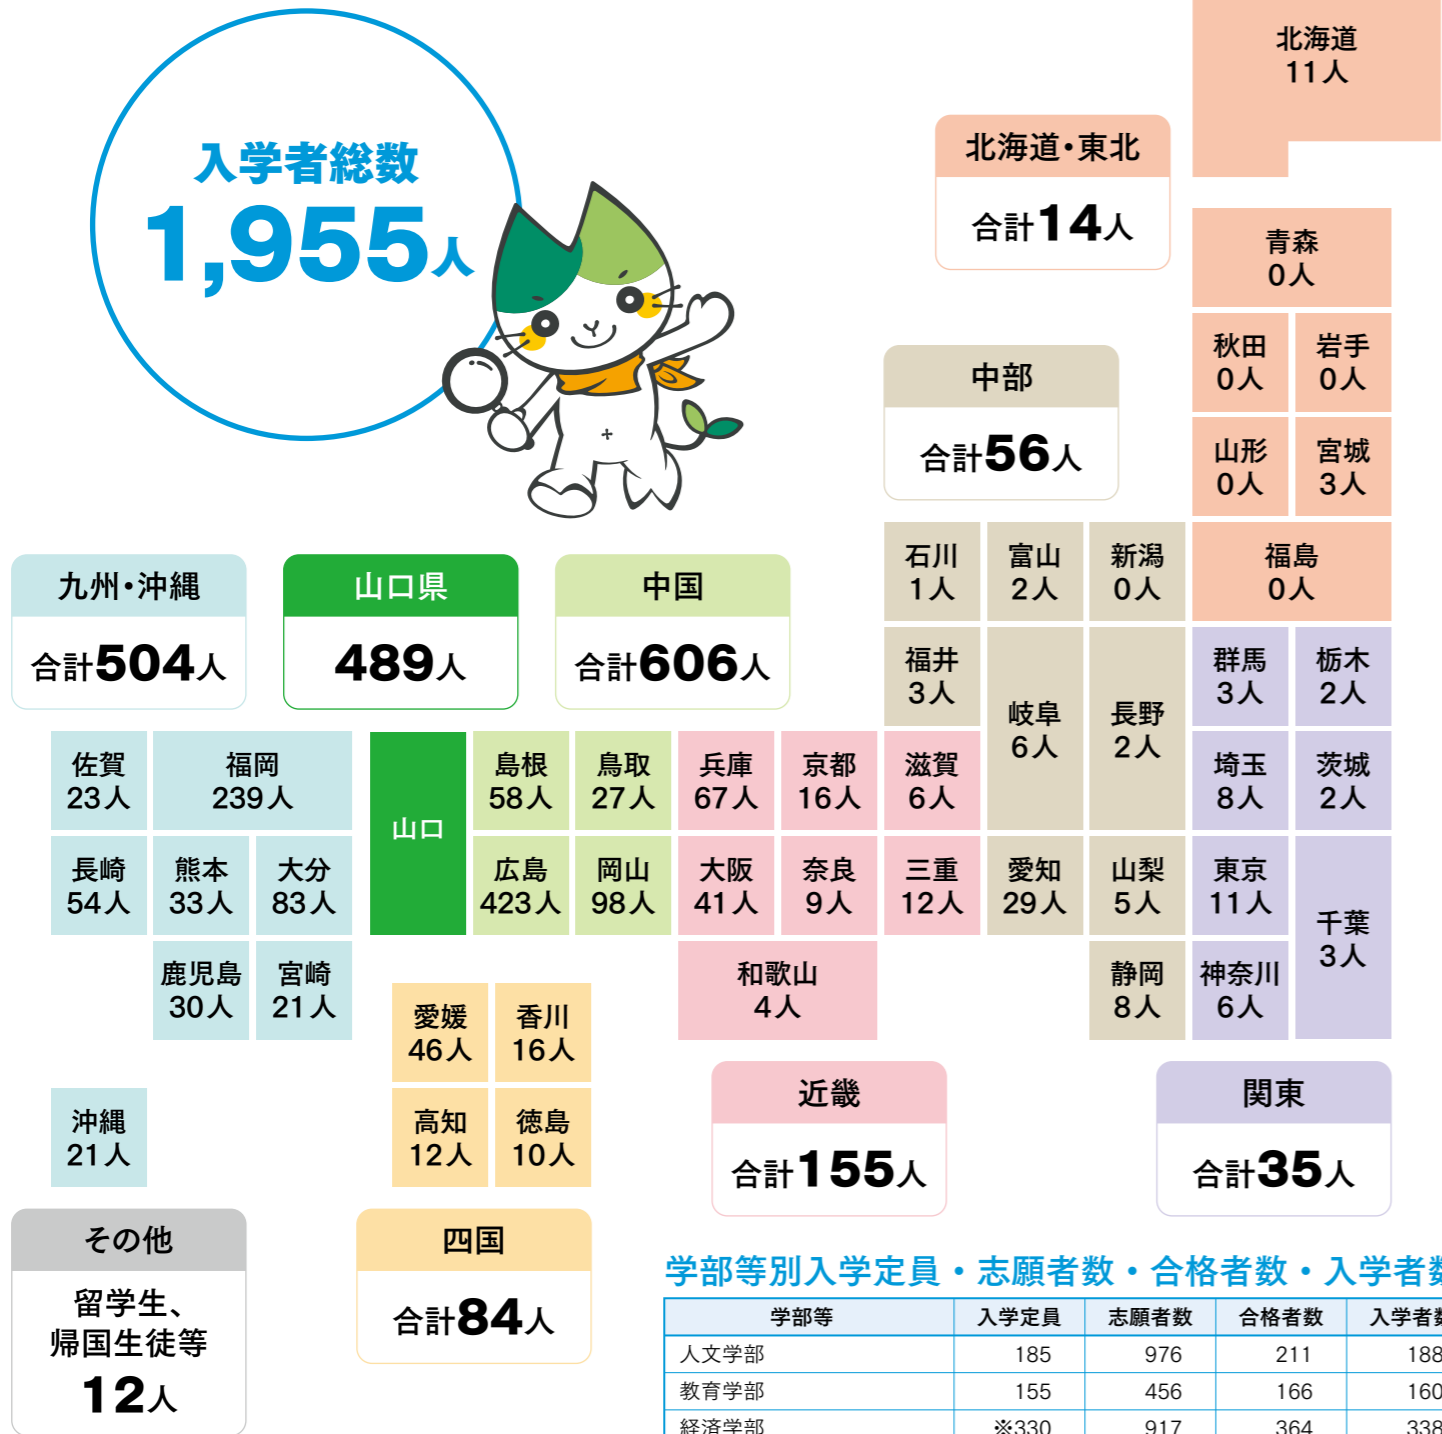 入学者総数
1,955人
北海道
11人
北海道・東北
合計14人
青森
0人
秋田
0人
岩手
0人
山形
0人
宮城
3人
福島
0人
中部
合計56人
石川
1人
富山
2人
新潟
0人
福井
3人
岐阜
6人
長野
2人
愛知
29人
山梨
5人
静岡
8人
群馬
3人
栃木
2人
埼玉
8人
茨城
2人
東京
11人
千葉
3人
神奈川
6人
関東
合計35人
九州・沖縄
合計504人
山口県
489人
中国
合計606人
佐賀
23人
福岡
239人
長崎
54人
熊本
33人
大分
83人
鹿児島
30人
宮崎
21人
沖縄
21人
山口
島根
58人
鳥取
27人
広島
423人
岡山
98人
兵庫
67人
京都
16人
滋賀
6人
大阪
41人
奈良
9人
三重
12人
和歌山
4人
近畿
合計155人
愛媛
46人
香川
16人
高知
12人
徳島
10人
四国
合計84人
その他
留学生、
帰国生徒等
12人
学部等別入学定員・志願者数・合格者数・入学者数
学部等 入学定員 志願者数 合格者数 入学者数
人文学部 185 976 211 188
教育学部 155 456 166 160
経済学部 ※330 917 364 338